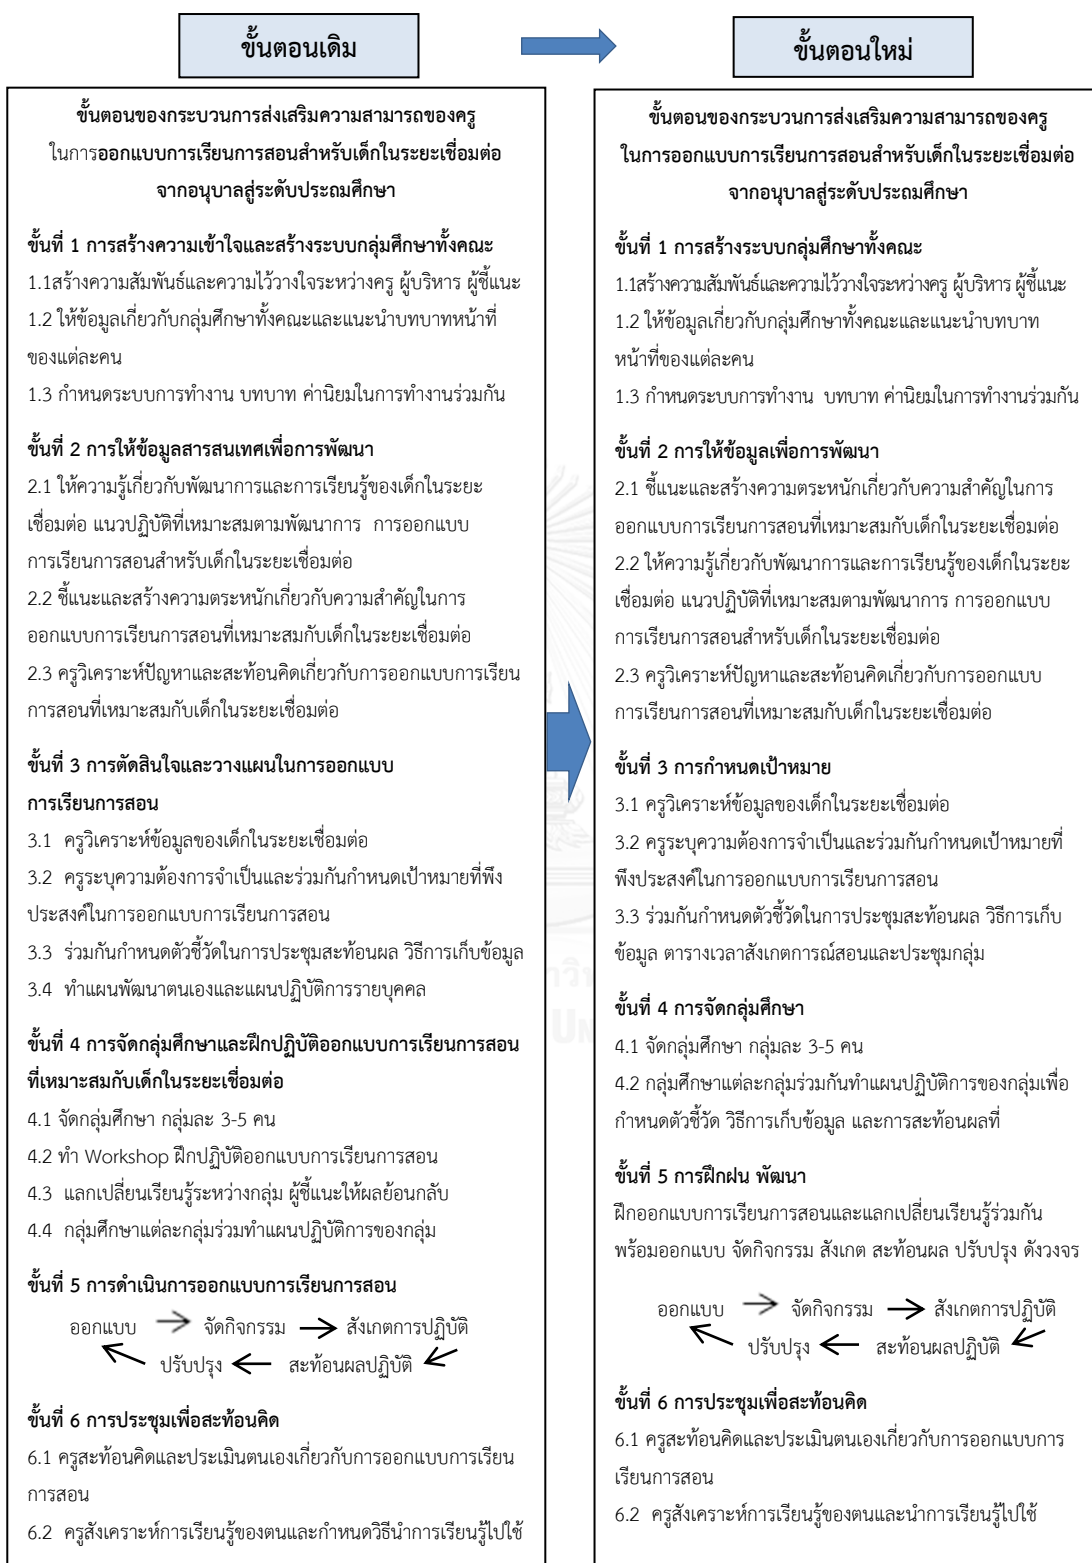 ขั้นตอนเดิม
ขั้นตอนของกระบวนการส่งเสริมความสามารถของครู
ในการออกแบบการเรียนการสอนสำหรับเด็กในระยะเชื่อมต่อ
จากอนุบาลสู่ระดับประถมศึกษา
ขั้นที่ 1 การสร้างความเข้าใจและสร้างระบบกลุ่มศึกษาทั้งคณะ
1.1สร้างความสัมพันธ์และความไว้วางใจระหว่างครู ผู้บริหาร ผู้ชี้แนะ
1.2 ให้ข้อมูลเกี่ยวกับกลุ่มศึกษาทั้งคณะและแนะนำบทบาทหน้าที่
ของแต่ละคน
1.3 กำหนดระบบการทำงาน บทบาท ค่านิยมในการทำงานร่วมกัน
ขั้นที่ 2 การให้ข้อมูลสารสนเทศเพื่อการพัฒนา
2.1 ให้ความรู้เกี่ยวกับพัฒนาการและการเรียนรู้ของเด็กในระยะ
เชื่อมต่อ แนวปฏิบัติที่เหมาะสมตามพัฒนาการ การออกแบบ
การเรียนการสอนสำหรับเด็กในระยะเชื่อมต่อ
2.2 ชี้แนะและสร้างความตระหนักเกี่ยวกับความสำคัญในการ
ออกแบบการเรียนการสอนที่เหมาะสมกับเด็กในระยะเชื่อมต่อ
2.3 ครูวิเคราะห์ปัญหาและสะท้อนคิดเกี่ยวกับการออกแบบการเรียน
การสอนที่เหมาะสมกับเด็กในระยะเชื่อมต่อ
ขั้นที่ 3 การตัดสินใจและวางแผนในการออกแบบ
การเรียนการสอน
3.1 ครูวิเคราะห์ข้อมูลของเด็กในระยะเชื่อมต่อ
3.2 ครูระบุความต้องการจำเป็นและร่วมกันกำหนดเป้าหมายที่พึง
ประสงค์ในการออกแบบการเรียนการสอน
3.3 ร่วมกันกำหนดตัวชี้วัดในการประชุมสะท้อนผล วิธีการเก็บข้อมูล
3.4 ทำแผนพัฒนาตนเองและแผนปฏิบัติการรายบุคคล
ขั้นที่ 4 การจัดกลุ่มศึกษาและฝึกปฏิบัติออกแบบการเรียนการสอน
ที่เหมาะสมกับเด็กในระยะเชื่อมต่อ
4.1 จัดกลุ่มศึกษา กลุ่มละ 3-5 คน
4.2 ทำ Workshop ฝึกปฏิบัติออกแบบการเรียนการสอน
4.3 แลกเปลี่ยนเรียนรู้ระหว่างกลุ่ม ผู้ชี้แนะให้ผลย้อนกลับ
4.4 กลุ่มศึกษาแต่ละกลุ่มร่วมทำแผนปฏิบัติการของกลุ่ม
ขั้นที่ 5 การดำเนินการออกแบบการเรียนการสอน
ออกแบบ จัดกิจกรรม สังเกตการปฏิบัติ
ปรับปรุง สะท้อนผลปฏิบัติ
ขั้นที่ 6 การประชุมเพื่อสะท้อนคิด
6.1 ครูสะท้อนคิดและประเมินตนเองเกี่ยวกับการออกแบบการเรียน
การสอน
6.2 ครูสังเคราะห์การเรียนรู้ของตนและกำหนดวิธีนำการเรียนรู้ไปใช้
ขั้นตอนใหม่
ขั้นตอนของกระบวนการส่งเสริมความสามารถของครู
ในการออกแบบการเรียนการสอนสำหรับเด็กในระยะเชื่อมต่อ
จากอนุบาลสู่ระดับประถมศึกษา
ขั้นที่ 1 การสร้างระบบกลุ่มศึกษาทั้งคณะ
1.1สร้างความสัมพันธ์และความไว้วางใจระหว่างครู ผู้บริหาร ผู้ชี้แนะ
1.2 ให้ข้อมูลเกี่ยวกับกลุ่มศึกษาทั้งคณะและแนะนำบทบาท
หน้าที่ของแต่ละคน
1.3 กำหนดระบบการทำงาน บทบาท ค่านิยมในการทำงานร่วมกัน
ขั้นที่ 2 การให้ข้อมูลเพื่อการพัฒนา
2.1 ชี้แนะและสร้างความตระหนักเกี่ยวกับความสำคัญในการ
ออกแบบการเรียนการสอนที่เหมาะสมกับเด็กในระยะเชื่อมต่อ
2.2 ให้ความรู้เกี่ยวกับพัฒนาการและการเรียนรู้ของเด็กในระยะ
เชื่อมต่อ แนวปฏิบัติที่เหมาะสมตามพัฒนาการ การออกแบบ
การเรียนการสอนสำหรับเด็กในระยะเชื่อมต่อ
2.3 ครูวิเคราะห์ปัญหาและสะท้อนคิดเกี่ยวกับการออกแบบ
การเรียนการสอนที่เหมาะสมกับเด็กในระยะเชื่อมต่อ
ขั้นที่ 3 การกำหนดเป้าหมาย
3.1 ครูวิเคราะห์ข้อมูลของเด็กในระยะเชื่อมต่อ
3.2 ครูระบุความต้องการจำเป็นและร่วมกันกำหนดเป้าหมายที่
พึงประสงค์ในการออกแบบการเรียนการสอน
3.3 ร่วมกันกำหนดตัวชี้วัดในการประชุมสะท้อนผล วิธีการเก็บ
ข้อมูล ตารางเวลาสังเกตการณ์สอนและประชุมกลุ่ม
ขั้นที่ 4 การจัดกลุ่มศึกษา
4.1 จัดกลุ่มศึกษา กลุ่มละ 3-5 คน
4.2 กลุ่มศึกษาแต่ละกลุ่มร่วมกันทำแผนปฏิบัติการของกลุ่มเพื่อ
กำหนดตัวชี้วัด วิธีการเก็บข้อมูล และการสะท้อนผลที่
ขั้นที่ 5 การฝึกฝน พัฒนา
ฝึกออกแบบการเรียนการสอนและแลกเปลี่ยนเรียนรู้ร่วมกัน
พร้อมออกแบบ จัดกิจกรรม สังเกต สะท้อนผล ปรับปรุง ดังวงจร
ออกแบบ จัดกิจกรรม สังเกตการปฏิบัติ
ปรับปรุง สะท้อนผลปฏิบัติ
ขั้นที่ 6 การประชุมเพื่อสะท้อนคิด
6.1 ครูสะท้อนคิดและประเมินตนเองเกี่ยวกับการออกแบบการ
เรียนการสอน
6.2 ครูสังเคราะห์การเรียนรู้ของตนและนำการเรียนรู้ไปใช้